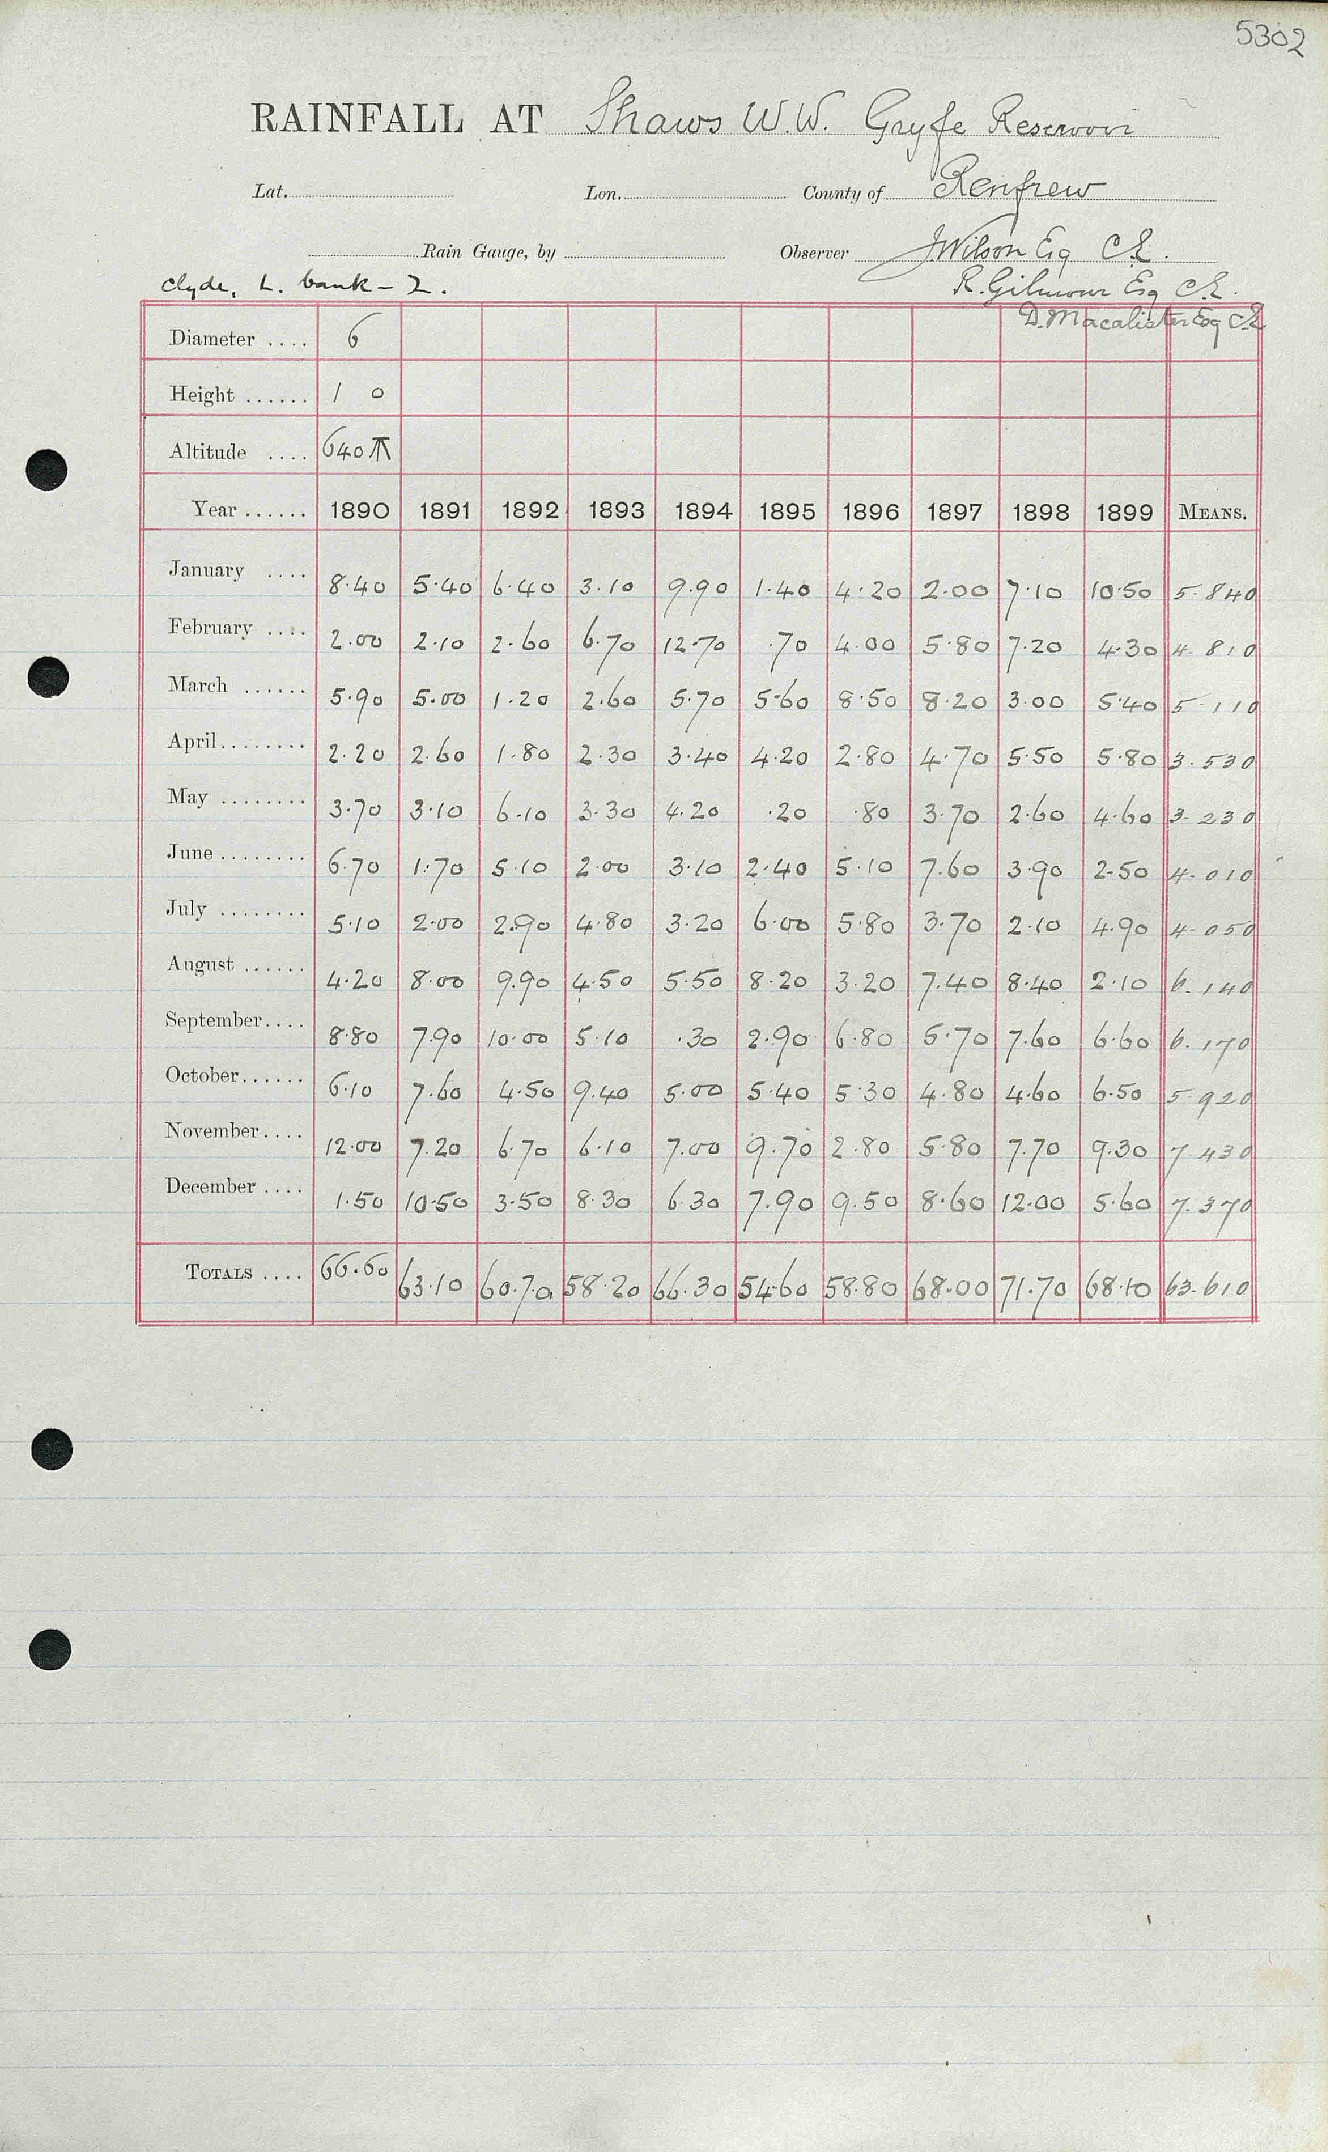 5302
RAINFALL AT Shaws W.W. Gryfe Reservoir
Lat. Lon. County of Renfrew
Rain Gauge, by Observer J Wilson Esq C.E.
Clyde, L. bank - 2. R. Gilmour Esq C.E.
D. Macalister Esq C.E
Diameter .... 6
Height ...... 1 0
Altitude .... 640
Year ...... 1890 1891 1892 1893 1894 1895 1896 1897 1898 1899 MEANS.
January .... 8.40 5.40 6.40 3.10 9.90 1.40 4.20 2.00 7.10 10.50 5.840
February .... 2.00 2.10 2.60 6.70 12.70 .70 4.00 5.80 7.20 4.30 4.810
March ...... 5.90 5.00 1.20 2.60 5.70 5.60 8.50 8.20 3.00 5.40 5.110
April........ 2.20 2.60 1.80 2.30 3.40 4.20 2.80 4.70 5.50 5.80 3.530
May ........ 3.70 3.10 6.10 3.30 4.20 .20 .80 3.70 2.60 4.60 3.230
June ........ 6.70 1.70 5.10 2.00 3.10 2.40 5.10 7.60 3.90 2.50 4.010
July ........ 5.10 2.00 2.90 4.80 3.20 6.00 5.80 3.70 2.10 4.90 4.050
August ...... 4.20 8.00 9.90 4.50 5.50 8.20 3.20 7.40 8.40 2.10 6.140
September.... 8.80 7.90 10.00 5.10 .30 2.90 6.80 5.70 7.60 6.60 6.170
October...... 6.10 7.60 4.50 9.40 5.00 5.40 5.30 4.80 4.60 6.50 5.920
November.... 12.00 7.20 6.70 6.10 7.00 9.70 2.80 5.80 7.70 9.30 7.430
December .... 1.50 10.50 3.50 8.30 6.30 7.90 9.50 8.60 12.00 5.60 7.370
TOTALS .... 66.60 63.10 60.70 58.20 66.30 54.60 58.80 68.00 71.70 68.10 63.610